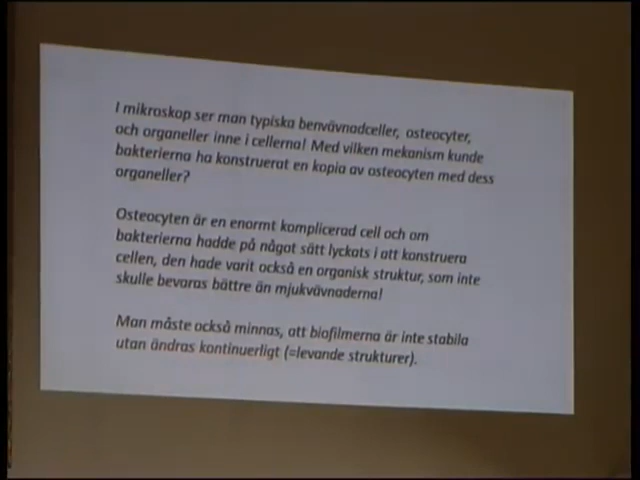 I mikroskop ser man typiska benvävnadceller, osteocyter,
och organeller inne i cellerna! Med vilken mekanism kunde
bakterierna ha konstruerat en kopia av osteocyten med dess
organeller?
Osteocyten är en enormt komplicerad cell och om
bakterierna hadde på något sätt lyckats i att konstruera
cellen, den hade varit också en organisk struktur, som inte
skulle bevaras bättre än mjukvävnaderna!
Man måste också minnas, att biofilmerna är inte stabila
utan ändras kontinuerligt (=levande strukturer).